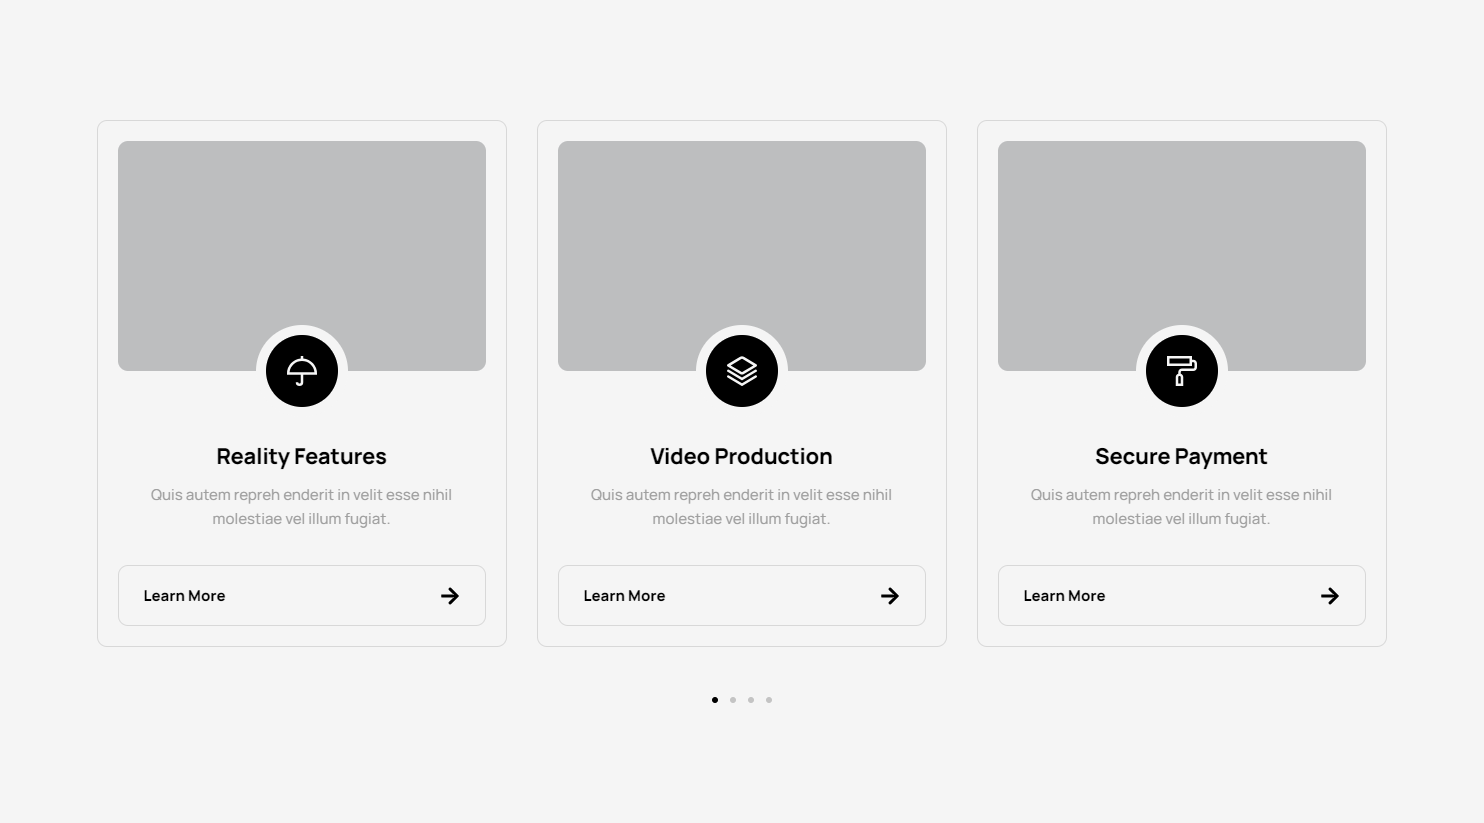 Reality Features
Quis autem repreh enderit in velit esse nihil
molestiae vel illum fugiat.
Learn More
Video Production
Quis autem repreh enderit in velit esse nihil
molestiae vel illum fugiat.
Learn More
Secure Payment
Quis autem repreh enderit in velit esse nihil
molestiae vel illum fugiat.
Learn More